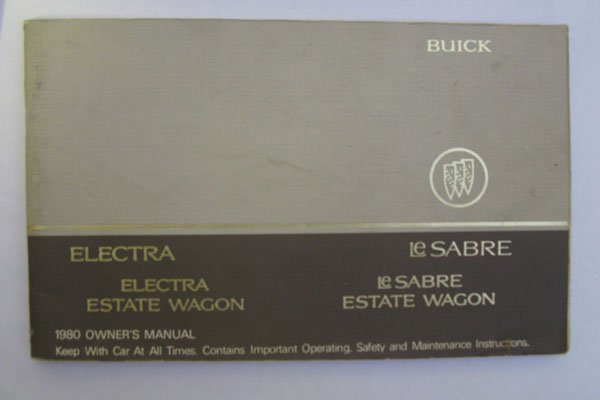 BUICK
ELECTRA
LeSABRE
ELECTRA
ESTATE WAGON
LeSABRE
ESTATE WAGON
1980 OWNER'S MANUAL
Keep With Car At All Times. Contains Important Operating, Safety and Maintenance Instructions.